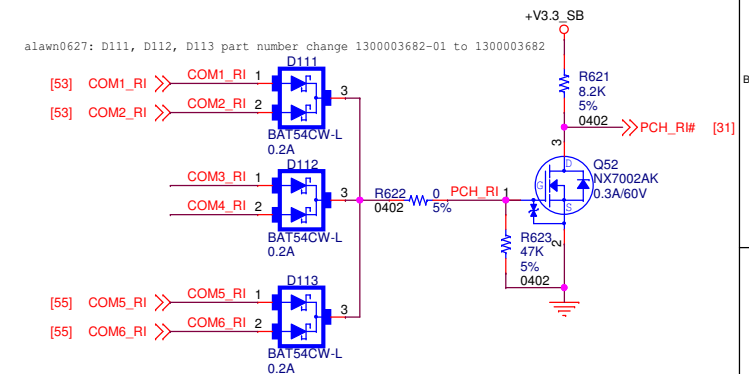 +V3.3_SB
alawn0627: D111, D112, D113 part number change 1300003682-01 to 1300003682
D111
[53] COM1_RI COM1_RI 1
[53] COM2_RI COM2_RI 2
3
BAT54CW-L
0.2A
R621
8.2K
5%
0402
PCH_RI# [31]
B
D112
COM3_RI 1
COM4_RI 2
3
BAT54CW-L
0.2A
R622 0
0402 5%
PCH_RI 1
3
D
G
S
2
Q52
NX7002AK
0.3A/60V
R623
47K
5%
0402
D113
[55] COM5_RI COM5_RI 1
[55] COM6_RI COM6_RI 2
3
BAT54CW-L
0.2A